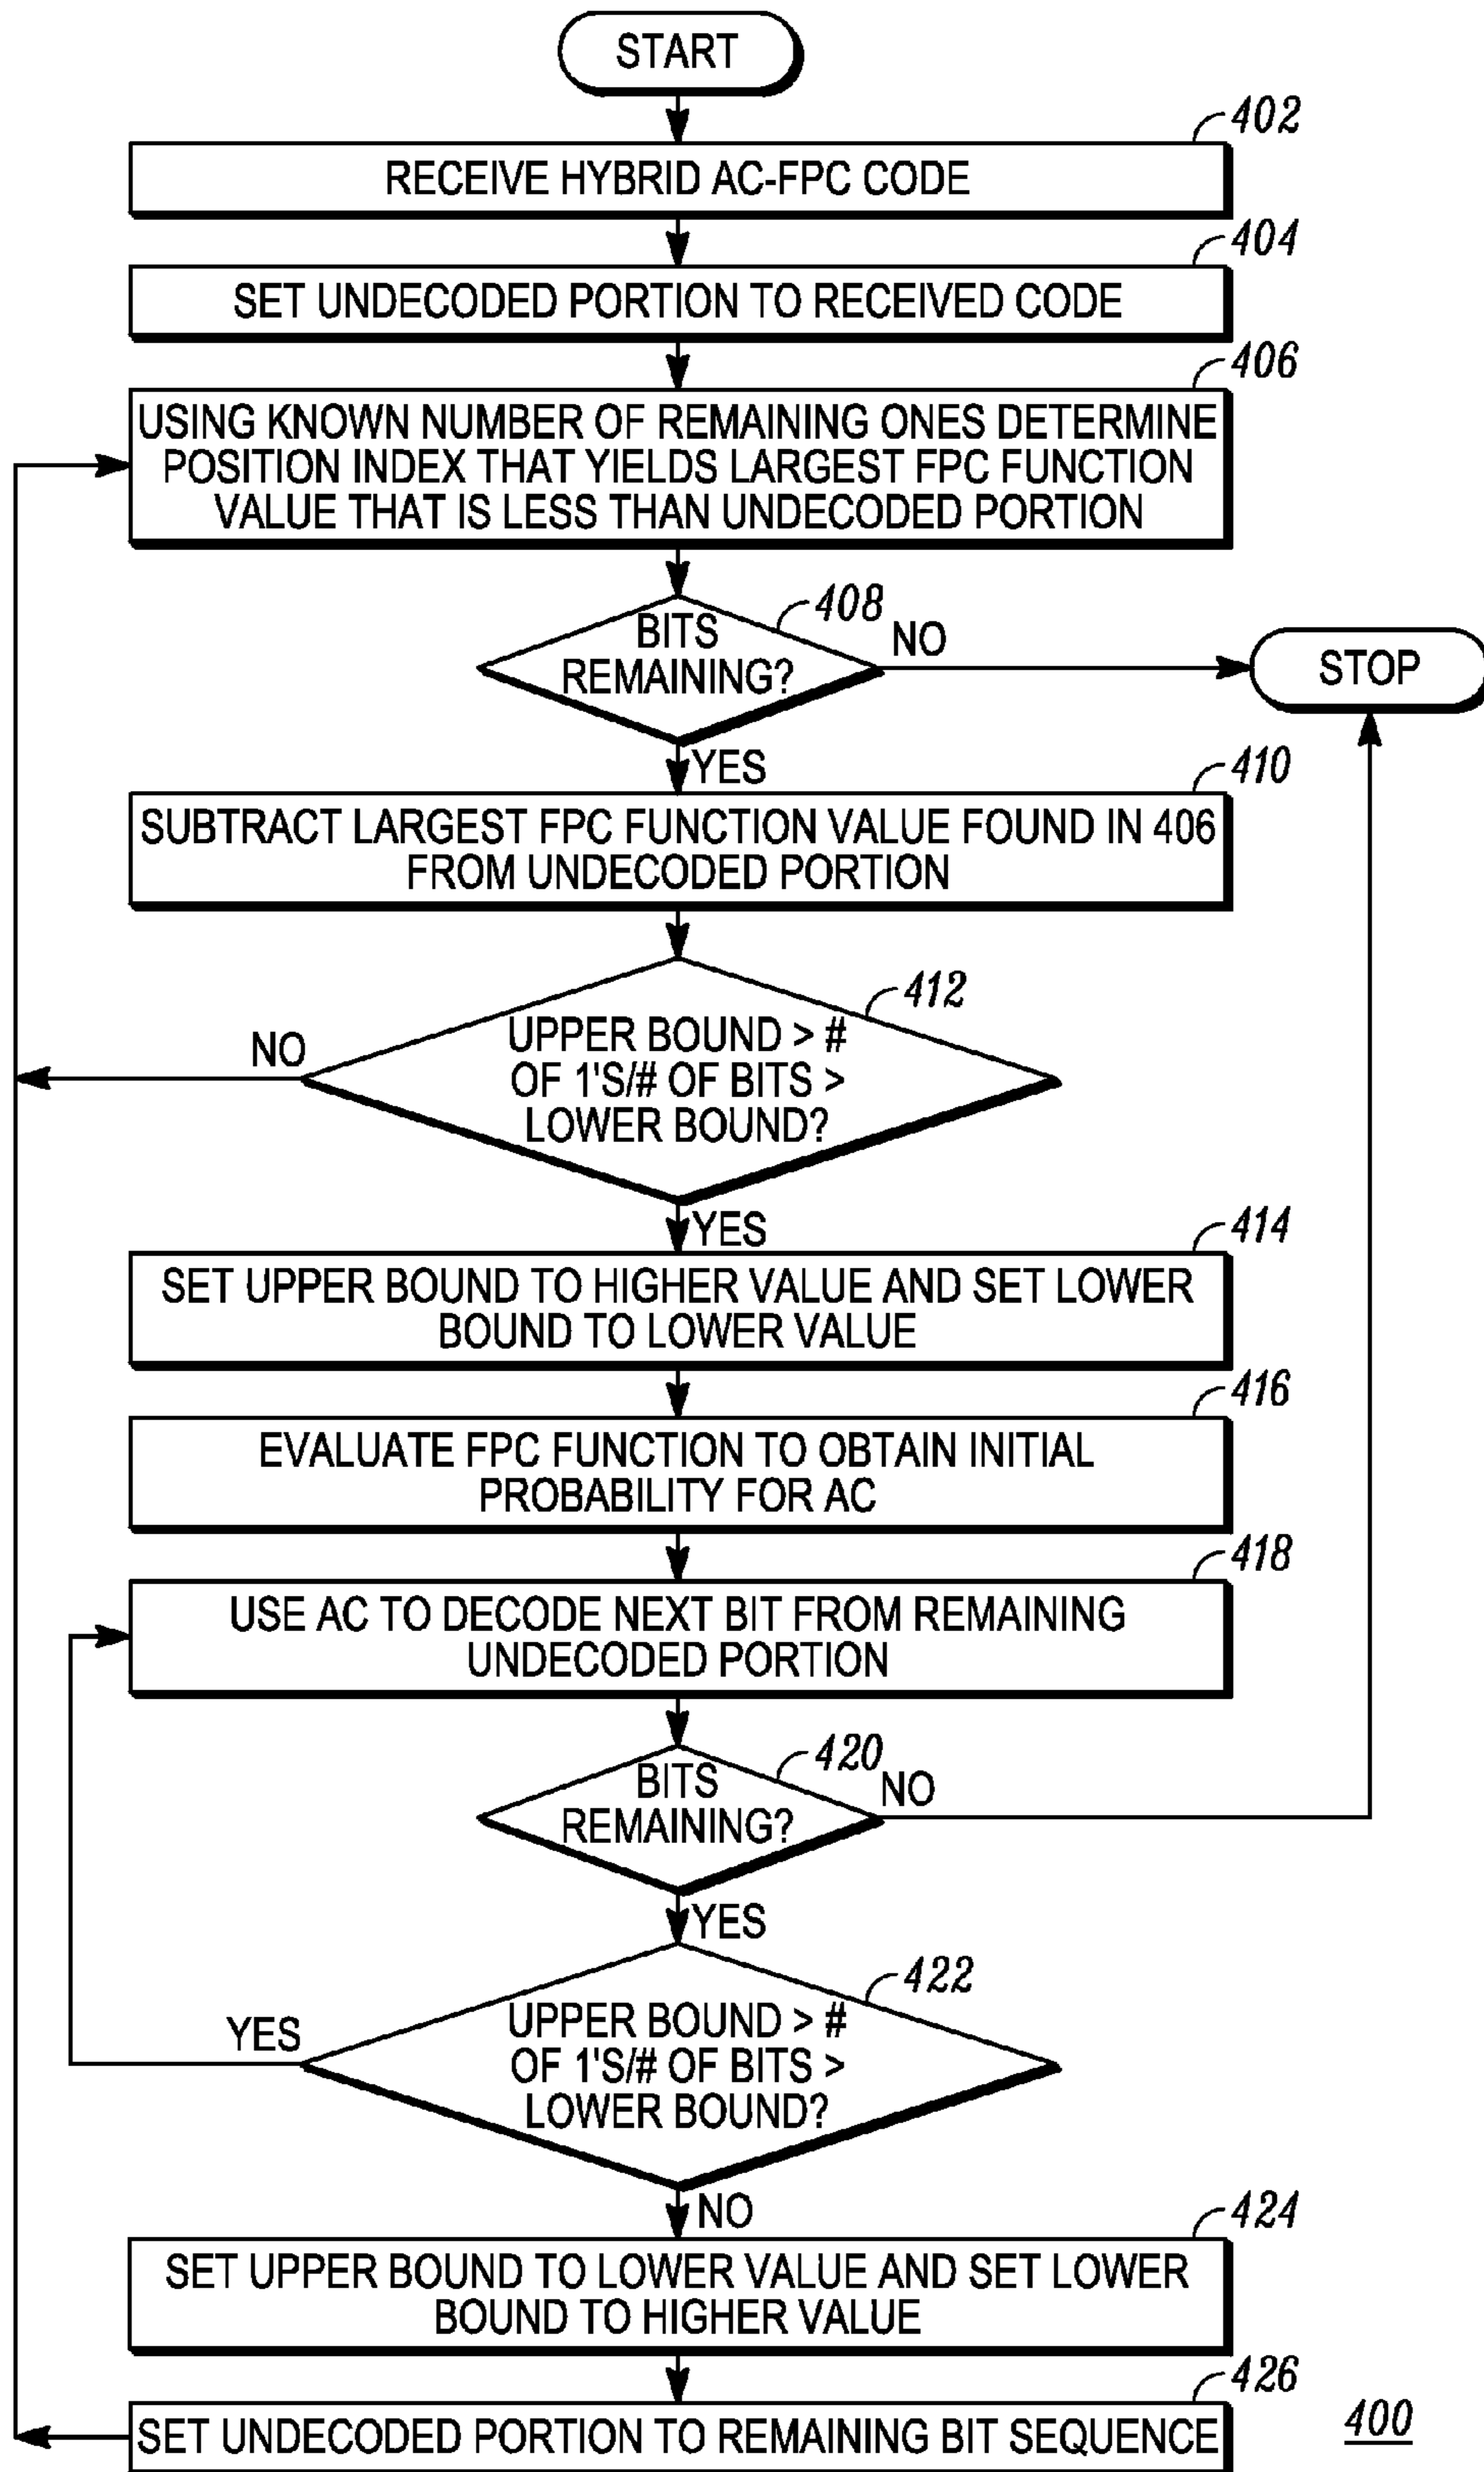 START
402
RECEIVE HYBRID AC-FPC CODE
404
SET UNDECODED PORTION TO RECEIVED CODE
406
USING KNOWN NUMBER OF REMAINING ONES DETERMINE
POSITION INDEX THAT YIELDS LARGEST FPC FUNCTION
VALUE THAT IS LESS THAN UNDECODED PORTION
408
BITS
REMAINING?
NO
STOP
YES
410
SUBTRACT LARGEST FPC FUNCTION VALUE FOUND IN 406
FROM UNDECODED PORTION
412
UPPER BOUND > #
OF 1'S/# OF BITS >
LOWER BOUND?
NO
YES
414
SET UPPER BOUND TO HIGHER VALUE AND SET LOWER
BOUND TO LOWER VALUE
416
EVALUATE FPC FUNCTION TO OBTAIN INITIAL
PROBABILITY FOR AC
418
USE AC TO DECODE NEXT BIT FROM REMAINING
UNDECODED PORTION
420
BITS
REMAINING?
NO
YES
422
UPPER BOUND > #
OF 1'S/# OF BITS >
LOWER BOUND?
YES
NO
424
SET UPPER BOUND TO LOWER VALUE AND SET LOWER
BOUND TO HIGHER VALUE
426
SET UNDECODED PORTION TO REMAINING BIT SEQUENCE
400